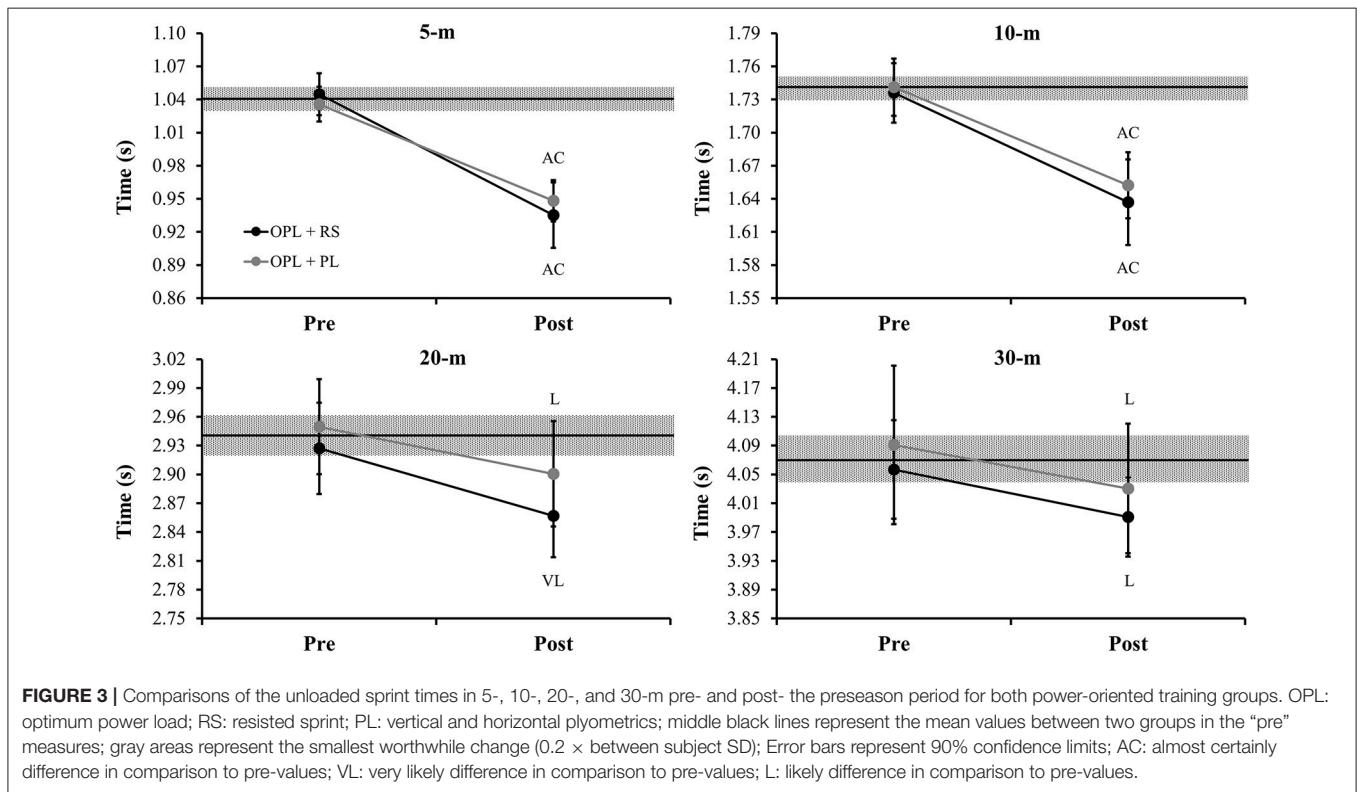 5-m
1.10
1.07
1.04
1.01
0.98
0.95
0.92
0.89
0.86
Time (s)
AC
AC
OPL + RS
OPL + PL
Pre
Post
10-m
1.79
1.76
1.73
1.70
1.67
1.64
1.61
1.58
1.55
Time (s)
AC
AC
Pre
Post
20-m
3.02
2.99
2.96
2.93
2.90
2.87
2.84
2.81
2.78
2.75
Time (s)
L
VL
Pre
Post
30-m
4.21
4.17
4.13
4.09
4.05
4.01
3.97
3.93
3.89
3.85
Time (s)
L
L
Pre
Post
FIGURE 3 | Comparisons of the unloaded sprint times in 5-, 10-, 20-, and 30-m pre- and post- the preseason period for both power-oriented training groups. OPL:
optimum power load; RS: resisted sprint; PL: vertical and horizontal plyometrics; middle black lines represent the mean values between two groups in the “pre”
measures; gray areas represent the smallest worthwhile change (0.2 × between subject SD); Error bars represent 90% confidence limits; AC: almost certainly
difference in comparison to pre-values; VL: very likely difference in comparison to pre-values; L: likely difference in comparison to pre-values.